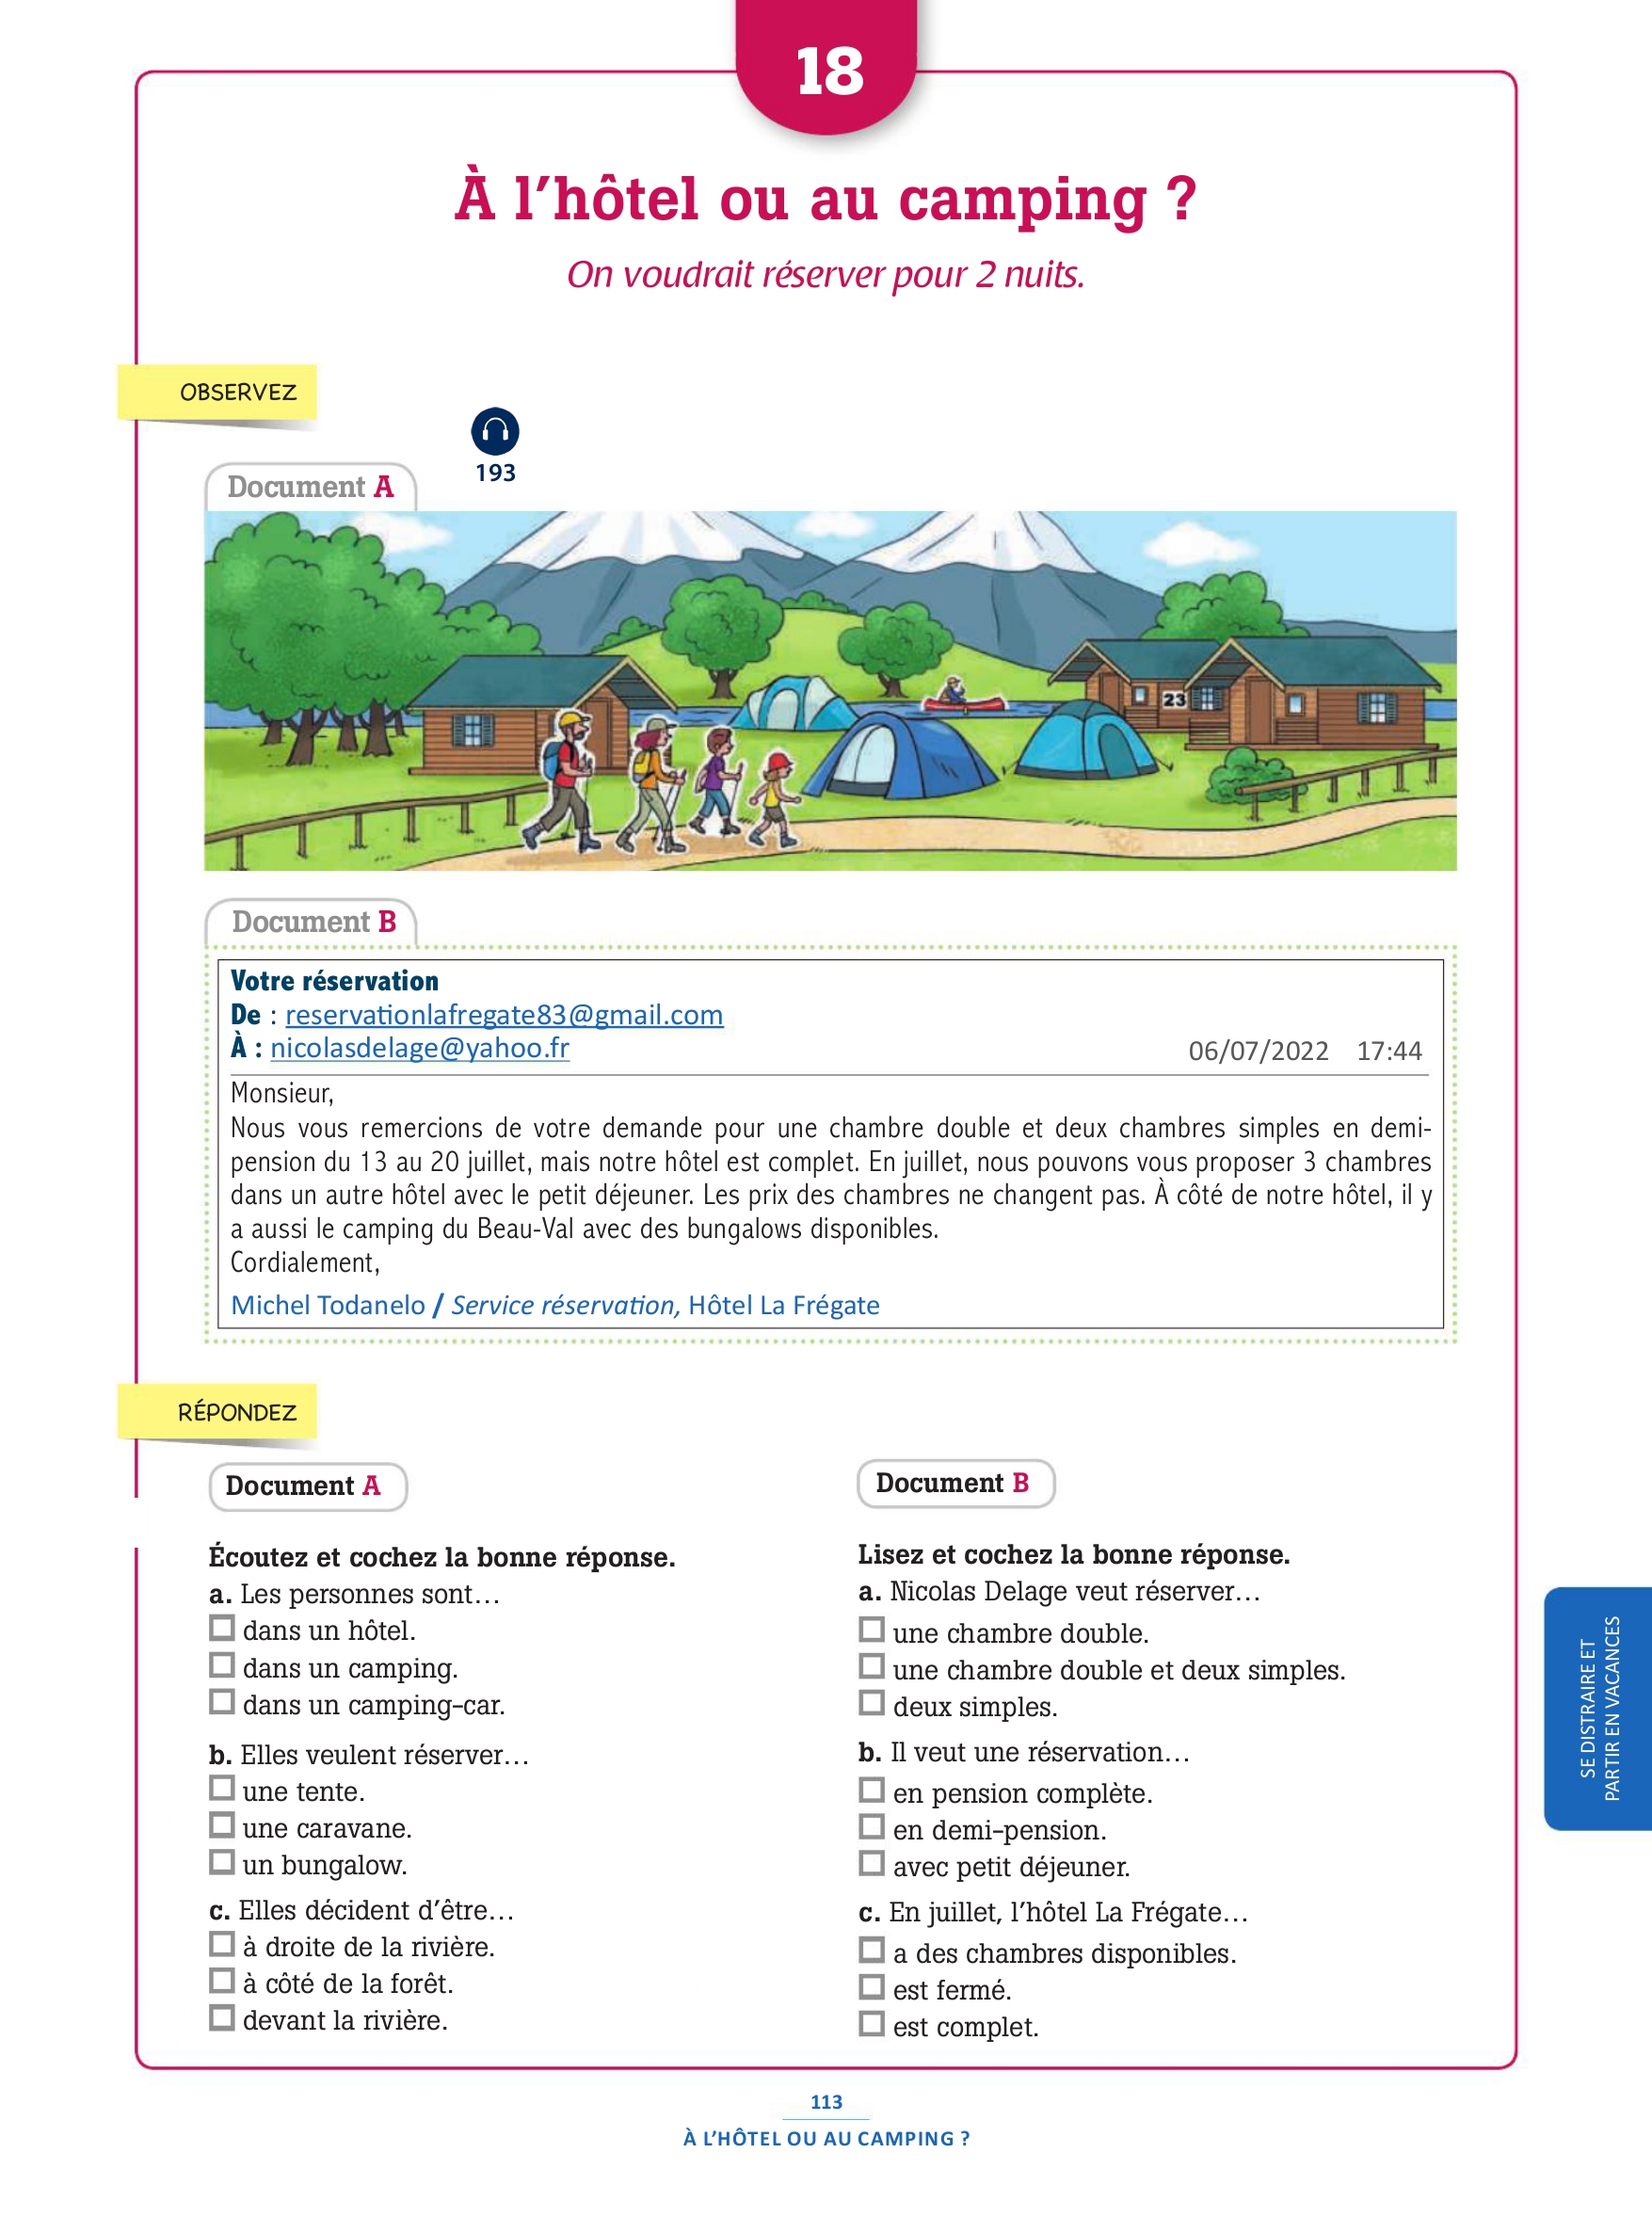 18
À l'hôtel ou au camping ?
On voudrait réserver pour 2 nuits.
OBSERVEZ
193
Document A
23
Document B
Votre réservation
De : reservationlafregate83@gmail.com
À : nicolasdelage@yahoo.fr
06/07/2022 17:44
Monsieur,
Nous vous remercions de votre demande pour une chambre double et deux chambres simples en demi-
pension du 13 au 20 juillet, mais notre hôtel est complet. En juillet, nous pouvons vous proposer 3 chambres
dans un autre hôtel avec le petit déjeuner. Les prix des chambres ne changent pas. À côté de notre hôtel, il y
a aussi le camping du Beau-Val avec des bungalows disponibles.
Cordialement,
Michel Todanelo / Service réservation, Hôtel La Frégate
RÉPONDEZ
Document A
Écoutez et cochez la bonne réponse.
a. Les personnes sont…
dans un hôtel.
dans un camping.
dans un camping-car.
b. Elles veulent réserver…
une tente.
une caravane.
un bungalow.
c. Elles décident d'être…
à droite de la rivière.
à côté de la forêt.
devant la rivière.
Document B
Lisez et cochez la bonne réponse.
a. Nicolas Delage veut réserver…
une chambre double.
une chambre double et deux simples.
deux simples.
b. Il veut une réservation…
en pension complète.
en demi-pension.
avec petit déjeuner.
c. En juillet, l'hôtel La Frégate…
a des chambres disponibles.
est fermé.
est complet.
SE DISTRAIRE ET
PARTIR EN VACANCES
113
À L'HÔTEL OU AU CAMPING ?